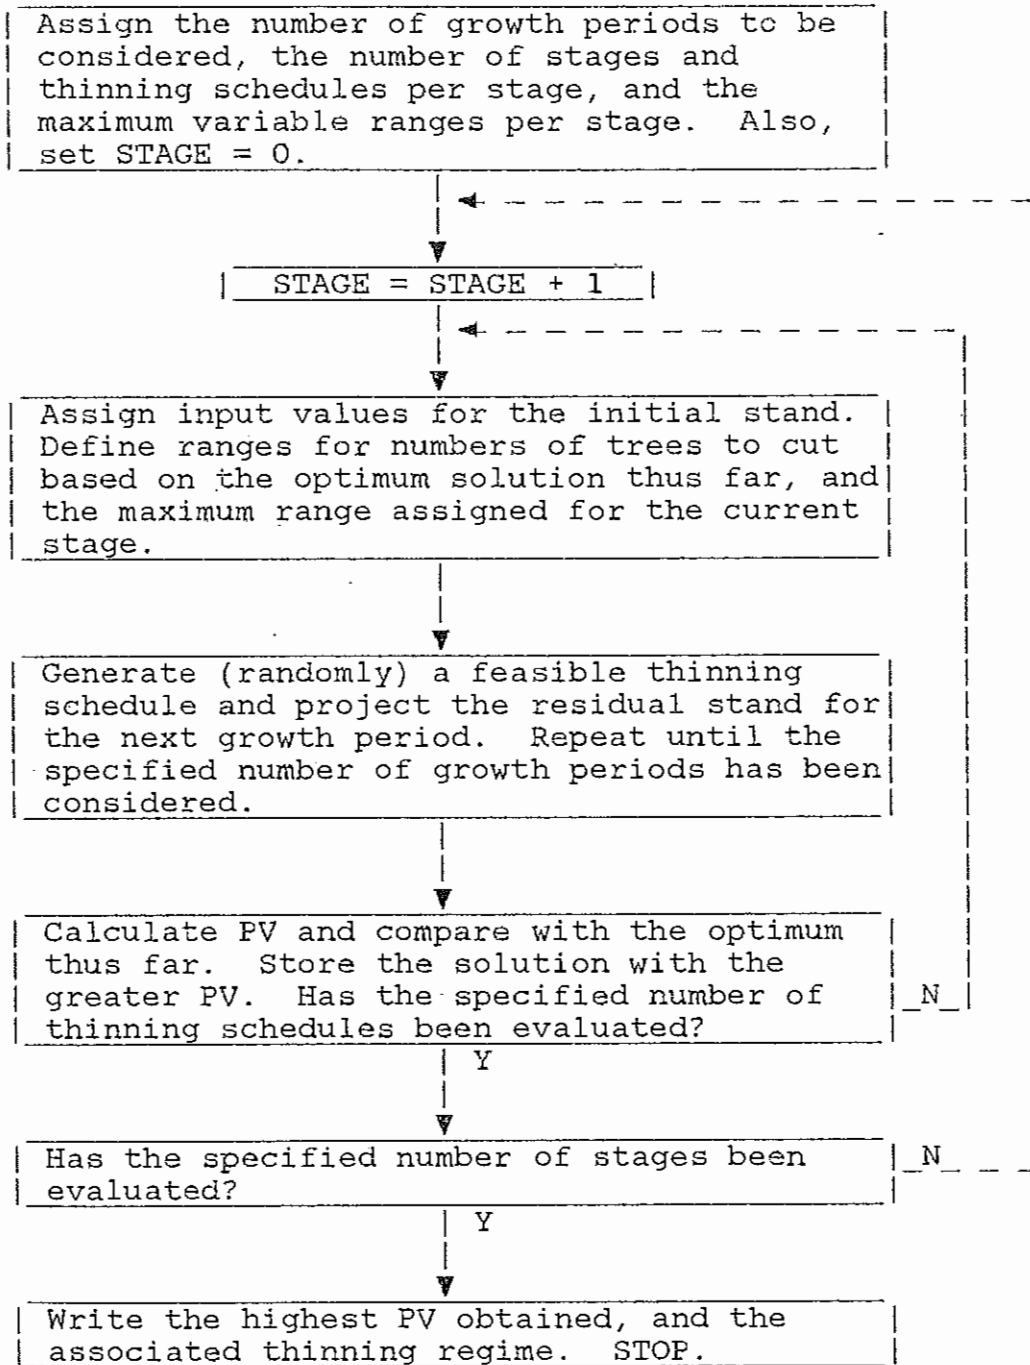 Assign the number of growth periods to be
considered, the number of stages and
thinning schedules per stage, and the
maximum variable ranges per stage. Also,
set STAGE = 0.
STAGE = STAGE + 1
Assign input values for the initial stand.
Define ranges for numbers of trees to cut
based on the optimum solution thus far, and
the maximum range assigned for the current
stage.
Generate (randomly) a feasible thinning
schedule and project the residual stand for
the next growth period. Repeat until the
specified number of growth periods has been
considered.
Calculate PV and compare with the optimum
thus far. Store the solution with the
greater PV. Has the specified number of
thinning schedules been evaluated?
N
Y
Has the specified number of stages been
evaluated?
N
Y
Write the highest PV obtained, and the
associated thinning regime. STOP.